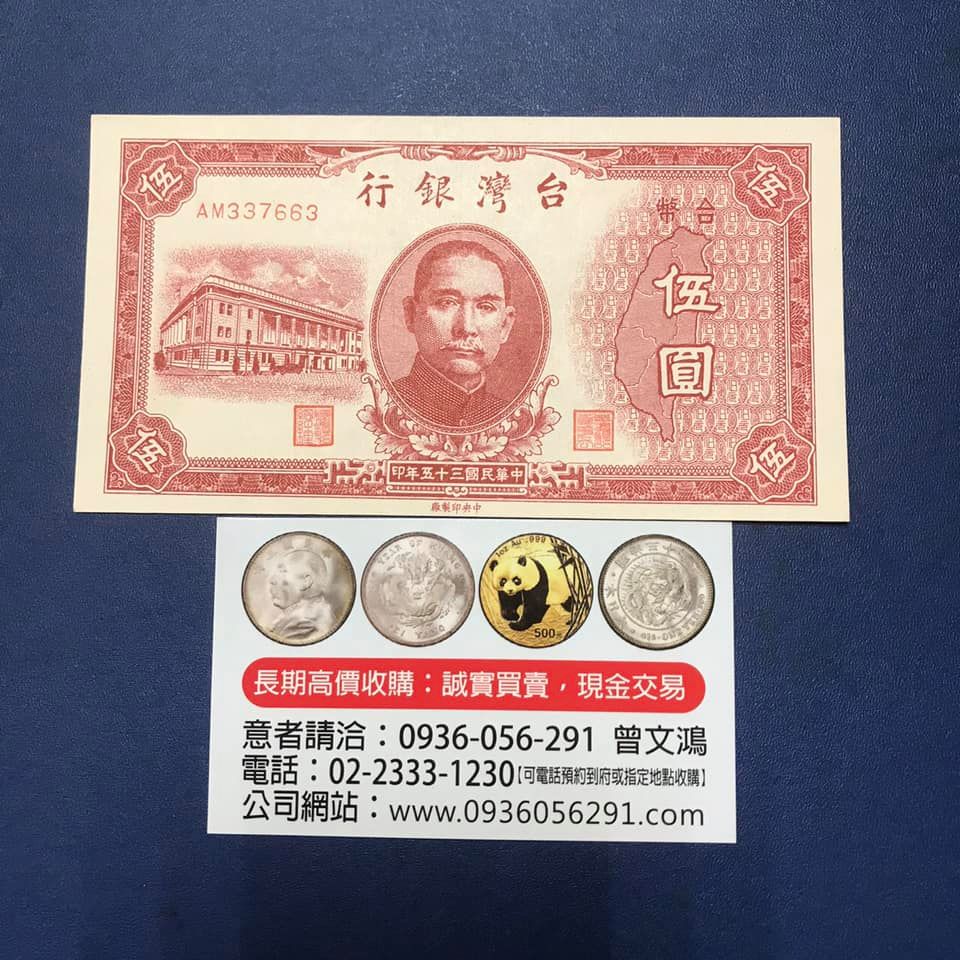 伍
伍
台灣銀行
AM337663
台幣
伍圓
伍
伍
中華民國三十五年印
中央印製廠
1oz Au .999
500元
長期高價收購：誠實買賣，現金交易
意者請洽：0936-056-291 曾文鴻
電話：02-2333-1230【可電話預約到府或指定地點收購】
公司網站：www.0936056291.com